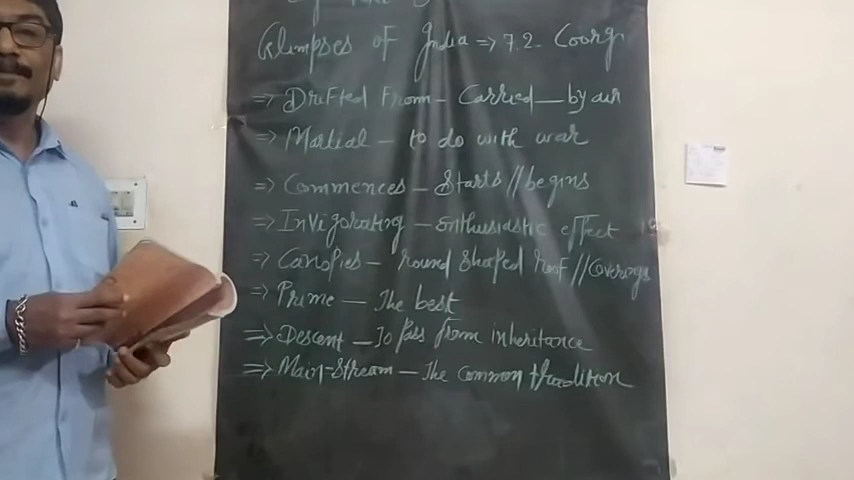 Glimpses of India => 7.2. Coorg
=> Drifted From - Carried - by air
=> Martial - to do with war
=> Commences - Starts // begins
=> Invigorating - enthusiastic effect
=> Canopies - round Shaped roof // Coverings
=> Prime - The best
=> Descent - To pass from inheritance
=> Main-Stream - The common tradition